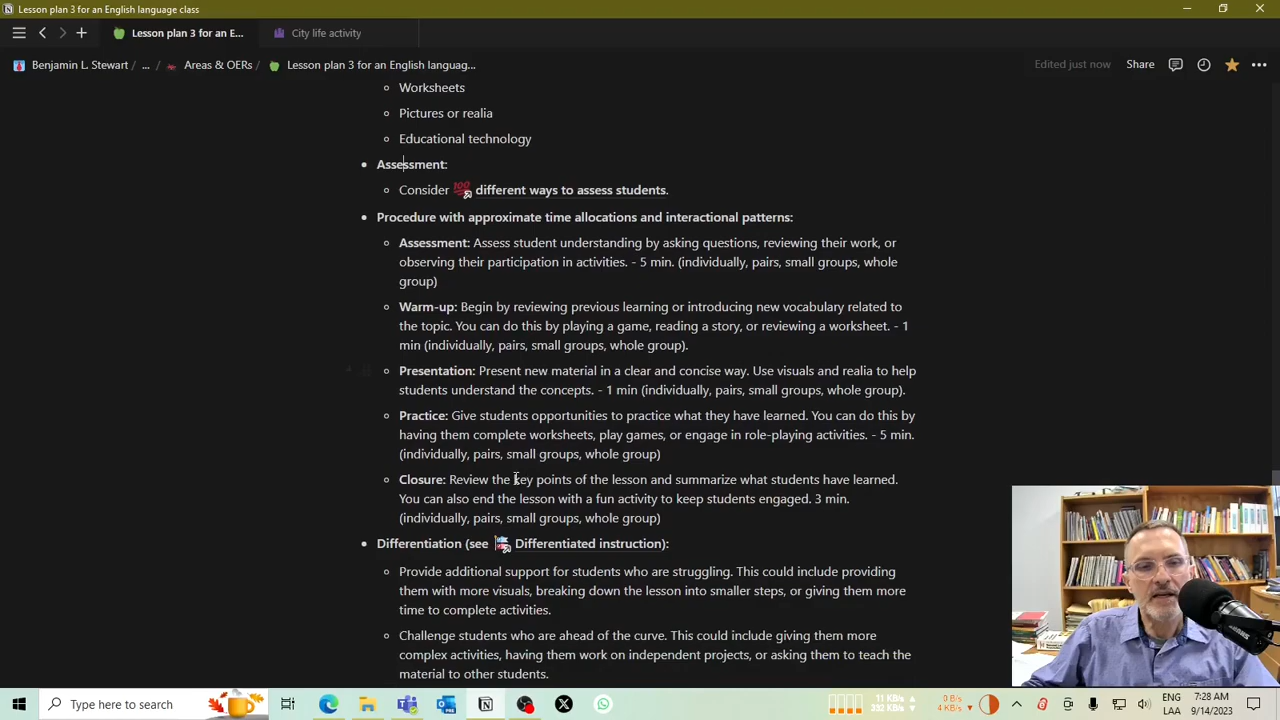 Lesson plan 3 for an English language class
Lesson plan 3 for an E...
City life activity
Benjamin L. Stewart / ... / Areas & OERs / Lesson plan 3 for an English languag...
Edited just now
Share
Worksheets
Pictures or realia
Educational technology
Assessment:
Consider 100 different ways to assess students.
Procedure with approximate time allocations and interactional patterns:
Assessment: Assess student understanding by asking questions, reviewing their work, or
observing their participation in activities. - 5 min. (individually, pairs, small groups, whole
group)
Warm-up: Begin by reviewing previous learning or introducing new vocabulary related to
the topic. You can do this by playing a game, reading a story, or reviewing a worksheet. - 1
min (individually, pairs, small groups, whole group).
Presentation: Present new material in a clear and concise way. Use visuals and realia to help
students understand the concepts. - 1 min (individually, pairs, small groups, whole group).
Practice: Give students opportunities to practice what they have learned. You can do this by
having them complete worksheets, play games, or engage in role-playing activities. - 5 min.
(individually, pairs, small groups, whole group)
Closure: Review the key points of the lesson and summarize what students have learned.
You can also end the lesson with a fun activity to keep students engaged. 3 min.
(individually, pairs, small groups, whole group)
Differentiation (see Differentiated instruction):
Provide additional support for students who are struggling. This could include providing
them with more visuals, breaking down the lesson into smaller steps, or giving them more
time to complete activities.
Challenge students who are ahead of the curve. This could include giving them more
complex activities, having them work on independent projects, or asking them to teach the
material to other students.
Type here to search
11 KB/s
332 KB/s
0 B/s
4 KB/s
ENG
LAA
7:28 AM
9/14/2023